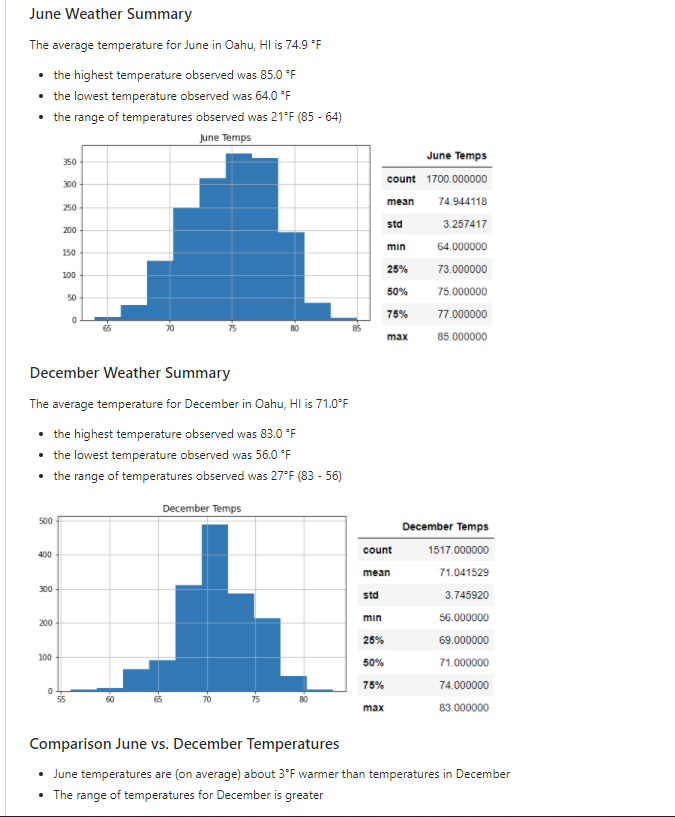 June Weather Summary
The average temperature for June in Oahu, HI is 74.9 °F
• the highest temperature observed was 85.0 °F
• the lowest temperature observed was 64.0 °F
• the range of temperatures observed was 21°F (85 - 64)
June Temps
350
300
250
200
150
100
50
0
65 70 75 80 85
June Temps
count 1700.000000
mean 74.944118
std 3.257417
min 64.000000
25% 73.000000
50% 75.000000
75% 77.000000
max 85.000000
December Weather Summary
The average temperature for December in Oahu, HI is 71.0°F
• the highest temperature observed was 83.0 °F
• the lowest temperature observed was 56.0 °F
• the range of temperatures observed was 27°F (83 - 56)
December Temps
500
400
300
200
100
0
55 60 65 70 75 80
December Temps
count 1517.000000
mean 71.041529
std 3.745920
min 56.000000
25% 69.000000
50% 71.000000
75% 74.000000
max 83.000000
Comparison June vs. December Temperatures
• June temperatures are (on average) about 3°F warmer than temperatures in December
• The range of temperatures for December is greater